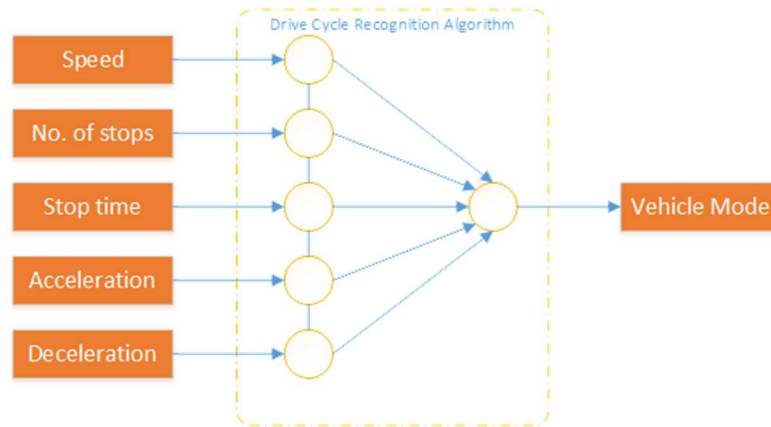 Drive Cycle Recognition Algorithm
Speed
No. of stops
Stop time
Acceleration
Deceleration
Vehicle Mode